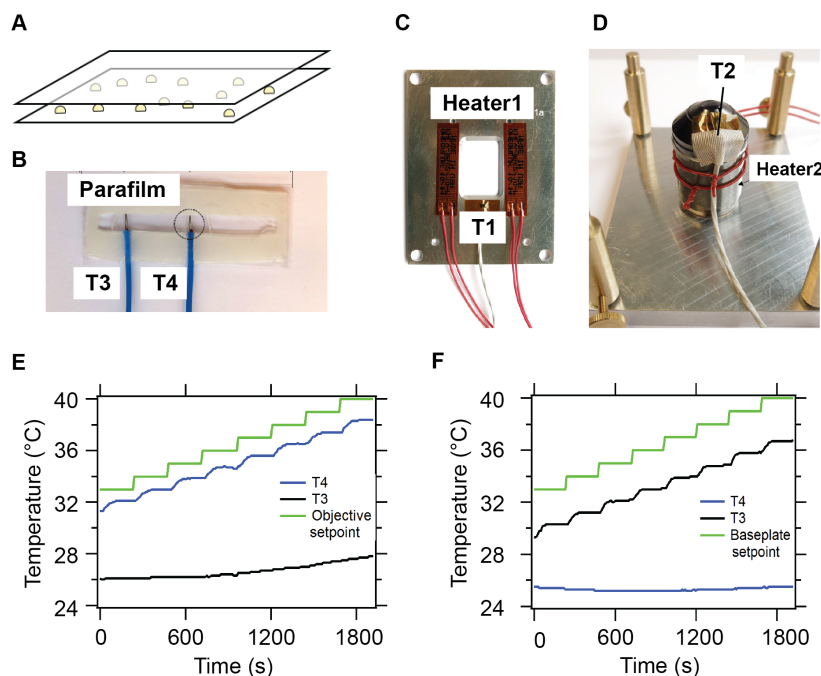 A
B
Parafilm
T3
T4
C
Heater1
1a
T1
D
T2
Heater2
E
40
36
32
28
24
Temperature (°C)
T4
T3
Objective
setpoint
0
600
1200
1800
Time (s)
F
40
36
32
28
24
Temperature (°C)
T4
T3
Baseplate
setpoint
0
600
1200
1800
Time (s)